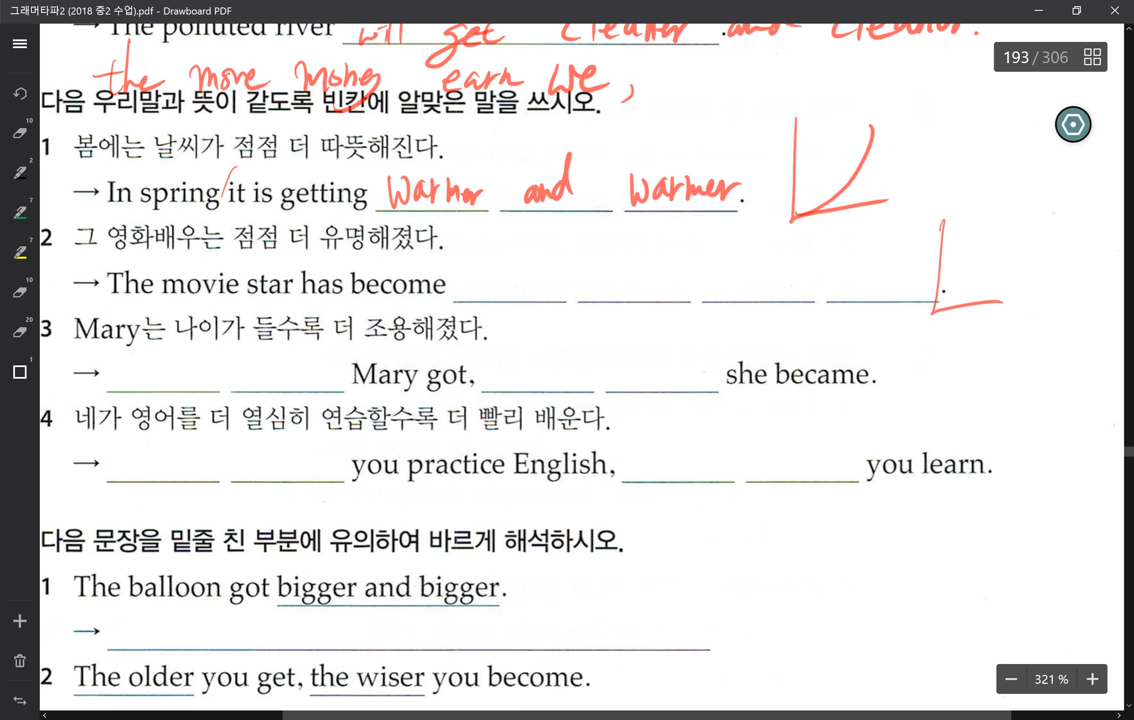 그래머타파2 (2018 중2 수업).pdf - Drawboard PDF
→ The polluted river will get cleaner and cleaner.
193 / 306
the more money earn we,
다음 우리말과 뜻이 같도록 빈칸에 알맞은 말을 쓰시오.
1 봄에는 날씨가 점점 더 따뜻해진다.
→ In spring it is getting warmer and warmer.
2 그 영화배우는 점점 더 유명해졌다.
→ The movie star has become .
3 Mary는 나이가 들수록 더 조용해졌다.
→ Mary got, she became.
4 네가 영어를 더 열심히 연습할수록 더 빨리 배운다.
→ you practice English, you learn.
다음 문장을 밑줄 친 부분에 유의하여 바르게 해석하시오.
1 The balloon got bigger and bigger.
→
2 The older you get, the wiser you become.
321 %
10
2
7
7
10
20
1